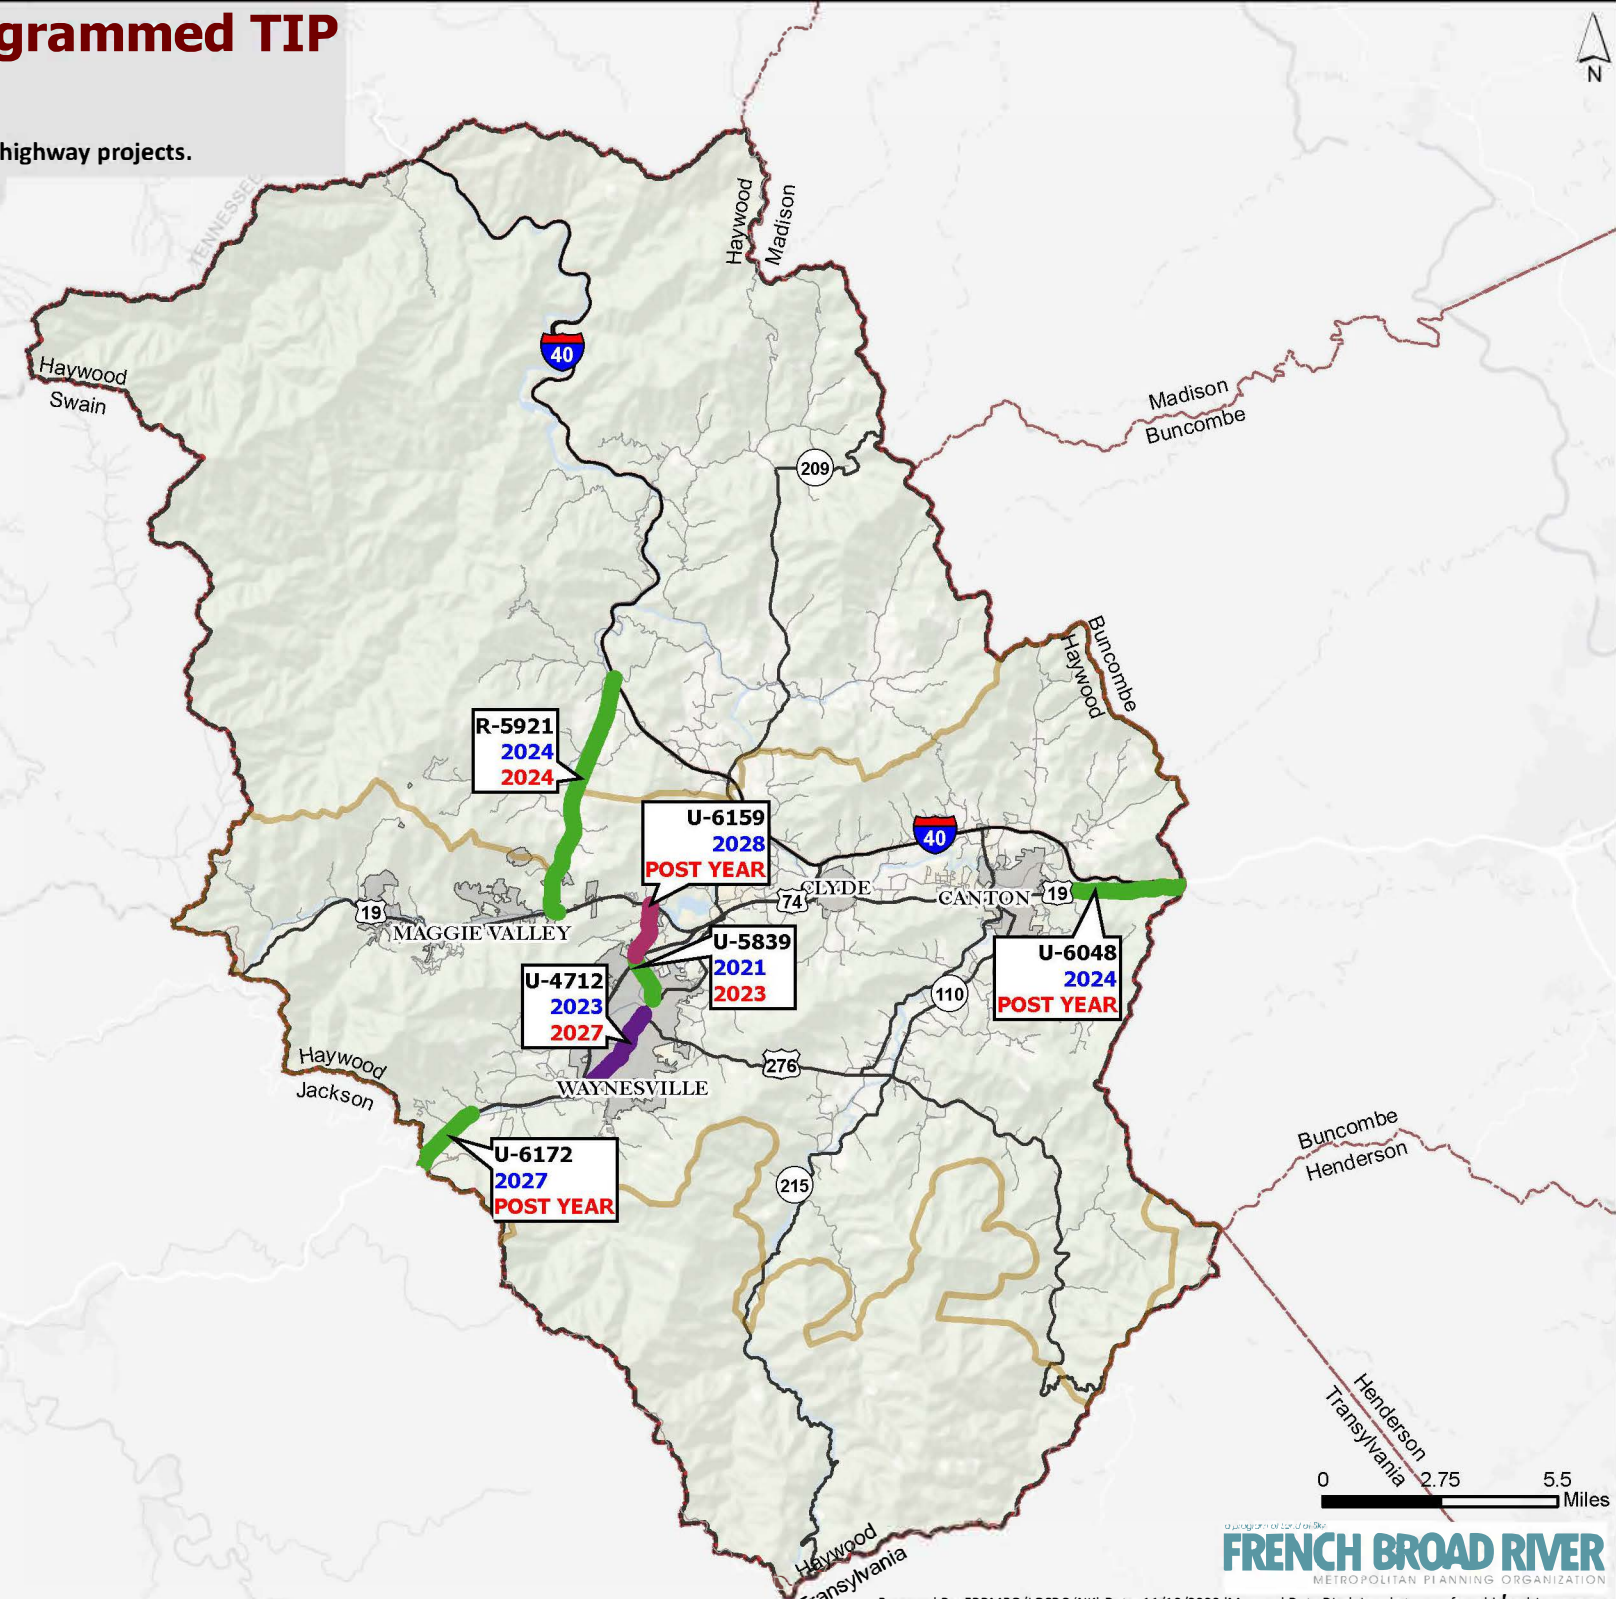 grammed TIP
highway projects.
N
TENNESSEE
Haywood
Madison
Haywood
Swain
40
Madison
Buncombe
209
Buncombe
Haywood
R-5921
2024
2024
U-6159
2028
POST YEAR
40
CLYDE
74
CANTON
19
19
MAGGIE VALLEY
U-5839
2021
2023
U-4712
2023
2027
U-6048
2024
POST YEAR
110
276
WAYNESVILLE
Haywood
Jackson
U-6172
2027
POST YEAR
215
Buncombe
Henderson
Henderson
Transylvania
0 2.75 5.5
Miles
Haywood
ransylvania
FRENCH BROAD RIVER
METROPOLITAN PLANNING ORGANIZATION